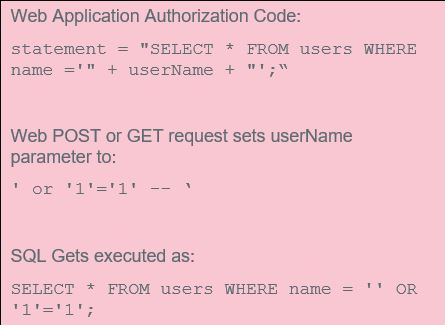 Web Application Authorization Code:
statement = "SELECT * FROM users WHERE
name ='" + userName + "';“
Web POST or GET request sets userName
parameter to:
' or '1'='1' -- ‘
SQL Gets executed as:
SELECT * FROM users WHERE name = '' OR
'1'='1';